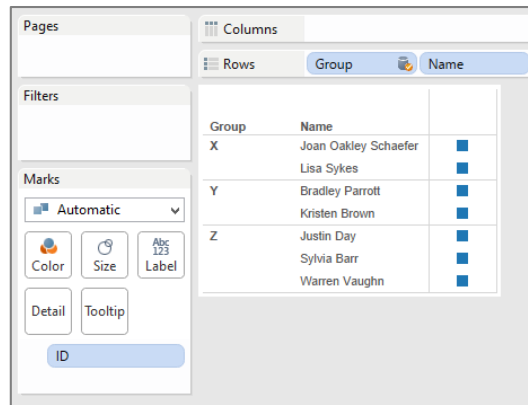 Pages
Columns
Rows
Group
Name
Filters
Marks
Automatic
Color
Size
Abc
123
Label
Detail
Tooltip
ID
Group Name
X Joan Oakley Schaefer
Lisa Sykes
Y Bradley Parrott
Kristen Brown
Z Justin Day
Sylvia Barr
Warren Vaughn